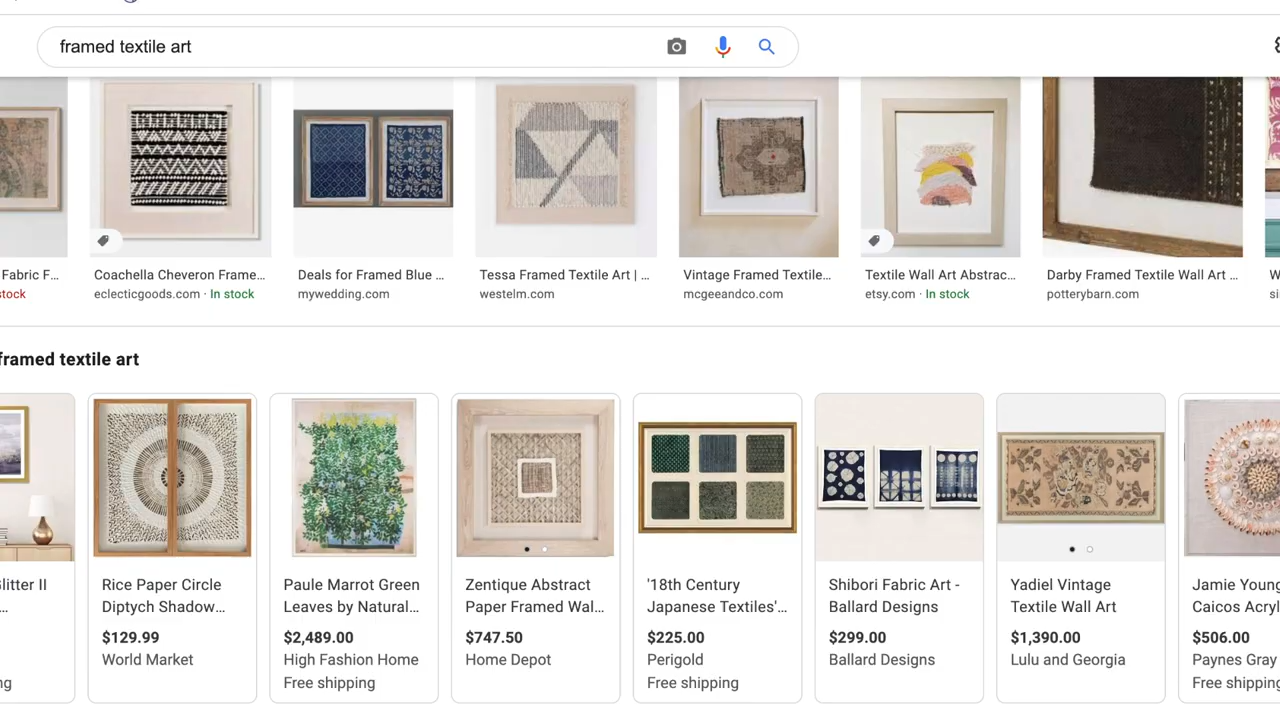 framed textile art
Fabric F...
stock
Coachella Cheveron Frame...
eclecticgoods.com · In stock
Deals for Framed Blue ...
mywedding.com
Tessa Framed Textile Art | ...
westelm.com
Vintage Framed Textile...
mcgeeandco.com
Textile Wall Art Abstrac...
etsy.com · In stock
Darby Framed Textile Wall Art ...
potterybarn.com
W
si
framed textile art
litter II
...
ng
Rice Paper Circle
Diptych Shadow...
$129.99
World Market
Paule Marrot Green
Leaves by Natural...
$2,489.00
High Fashion Home
Free shipping
Zentique Abstract
Paper Framed Wal...
$747.50
Home Depot
'18th Century
Japanese Textiles'...
$225.00
Perigold
Free shipping
Shibori Fabric Art -
Ballard Designs
$299.00
Ballard Designs
Yadiel Vintage
Textile Wall Art
$1,390.00
Lulu and Georgia
Jamie Young
Caicos Acryl
$506.00
Paynes Gray
Free shipping